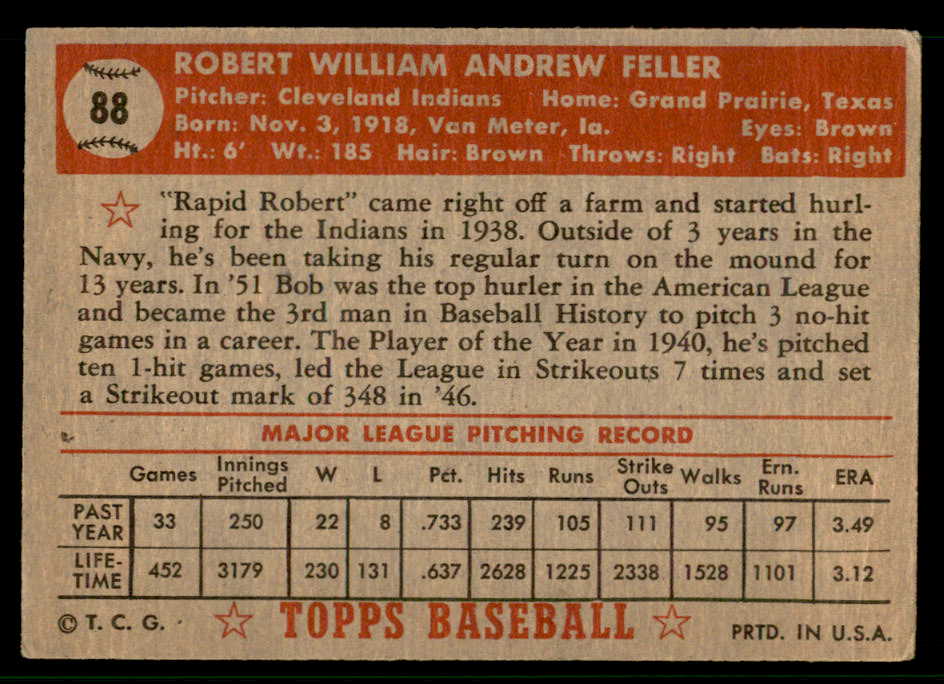 88
ROBERT WILLIAM ANDREW FELLER
Pitcher: Cleveland Indians Home: Grand Prairie, Texas
Born: Nov. 3, 1918, Van Meter, Ia. Eyes: Brown
Ht.: 6' Wt.: 185 Hair: Brown Throws: Right Bats: Right
"Rapid Robert" came right off a farm and started hurl-
ing for the Indians in 1938. Outside of 3 years in the
Navy, he's been taking his regular turn on the mound for
13 years. In '51 Bob was the top hurler in the American League
and became the 3rd man in Baseball History to pitch 3 no-hit
games in a career. The Player of the Year in 1940, he's pitched
ten 1-hit games, led the League in Strikeouts 7 times and set
a Strikeout mark of 348 in '46.
MAJOR LEAGUE PITCHING RECORD
Games Innings Pitched W L Pct. Hits Runs Strike Outs Walks Ern. Runs ERA
PAST YEAR 33 250 22 8 .733 239 105 111 95 97 3.49
LIFE-TIME 452 3179 230 131 .637 2628 1225 2338 1528 1101 3.12
© T. C. G. TOPPS BASEBALL PRTD. IN U.S.A.